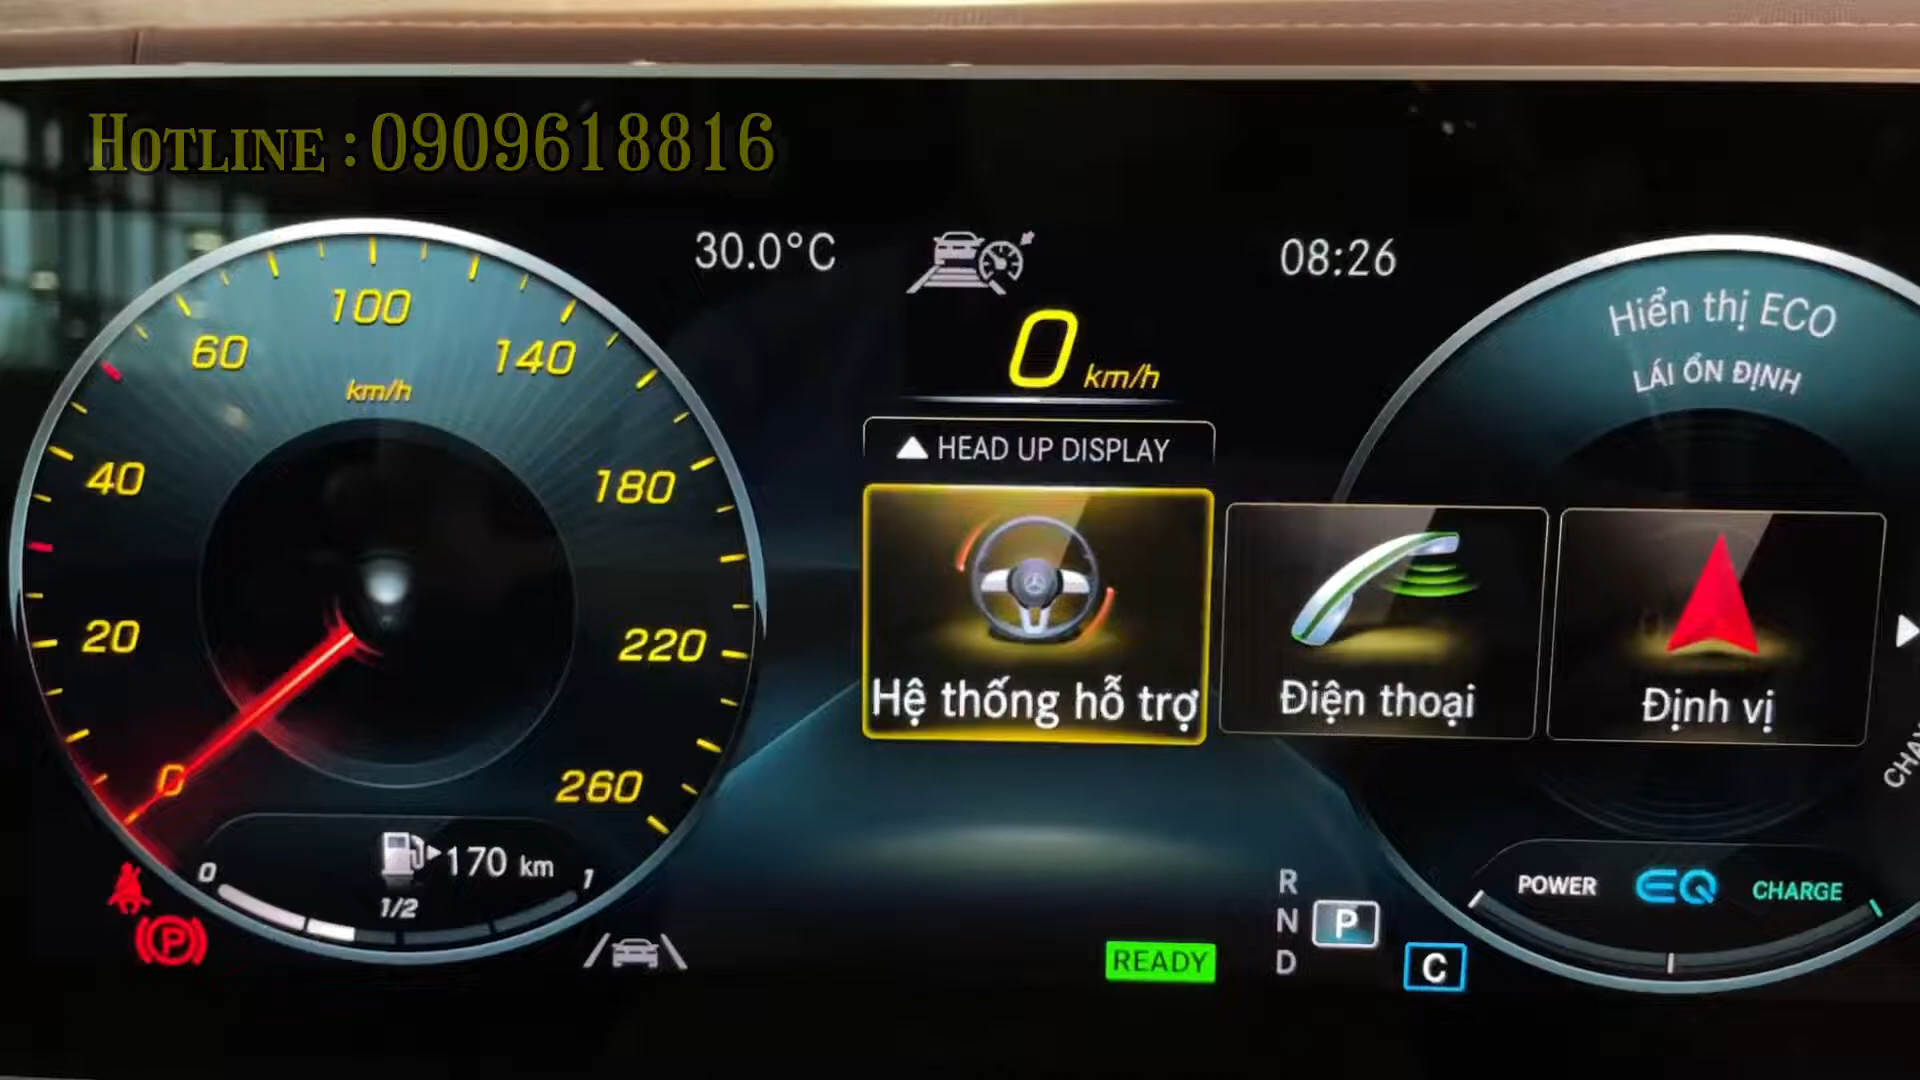 HOTLINE : 0909618816
30.0°C
08:26
0 km/h
100
60
140
km/h
40
180
20
220
0
260
170 km
0
1/2
1
HEAD UP DISPLAY
Hệ thống hỗ trợ
Điện thoại
Định vị
Hiển thị ECO
LÁI ỔN ĐỊNH
POWER
EQ
CHARGE
R
N
P
D
C
READY
P